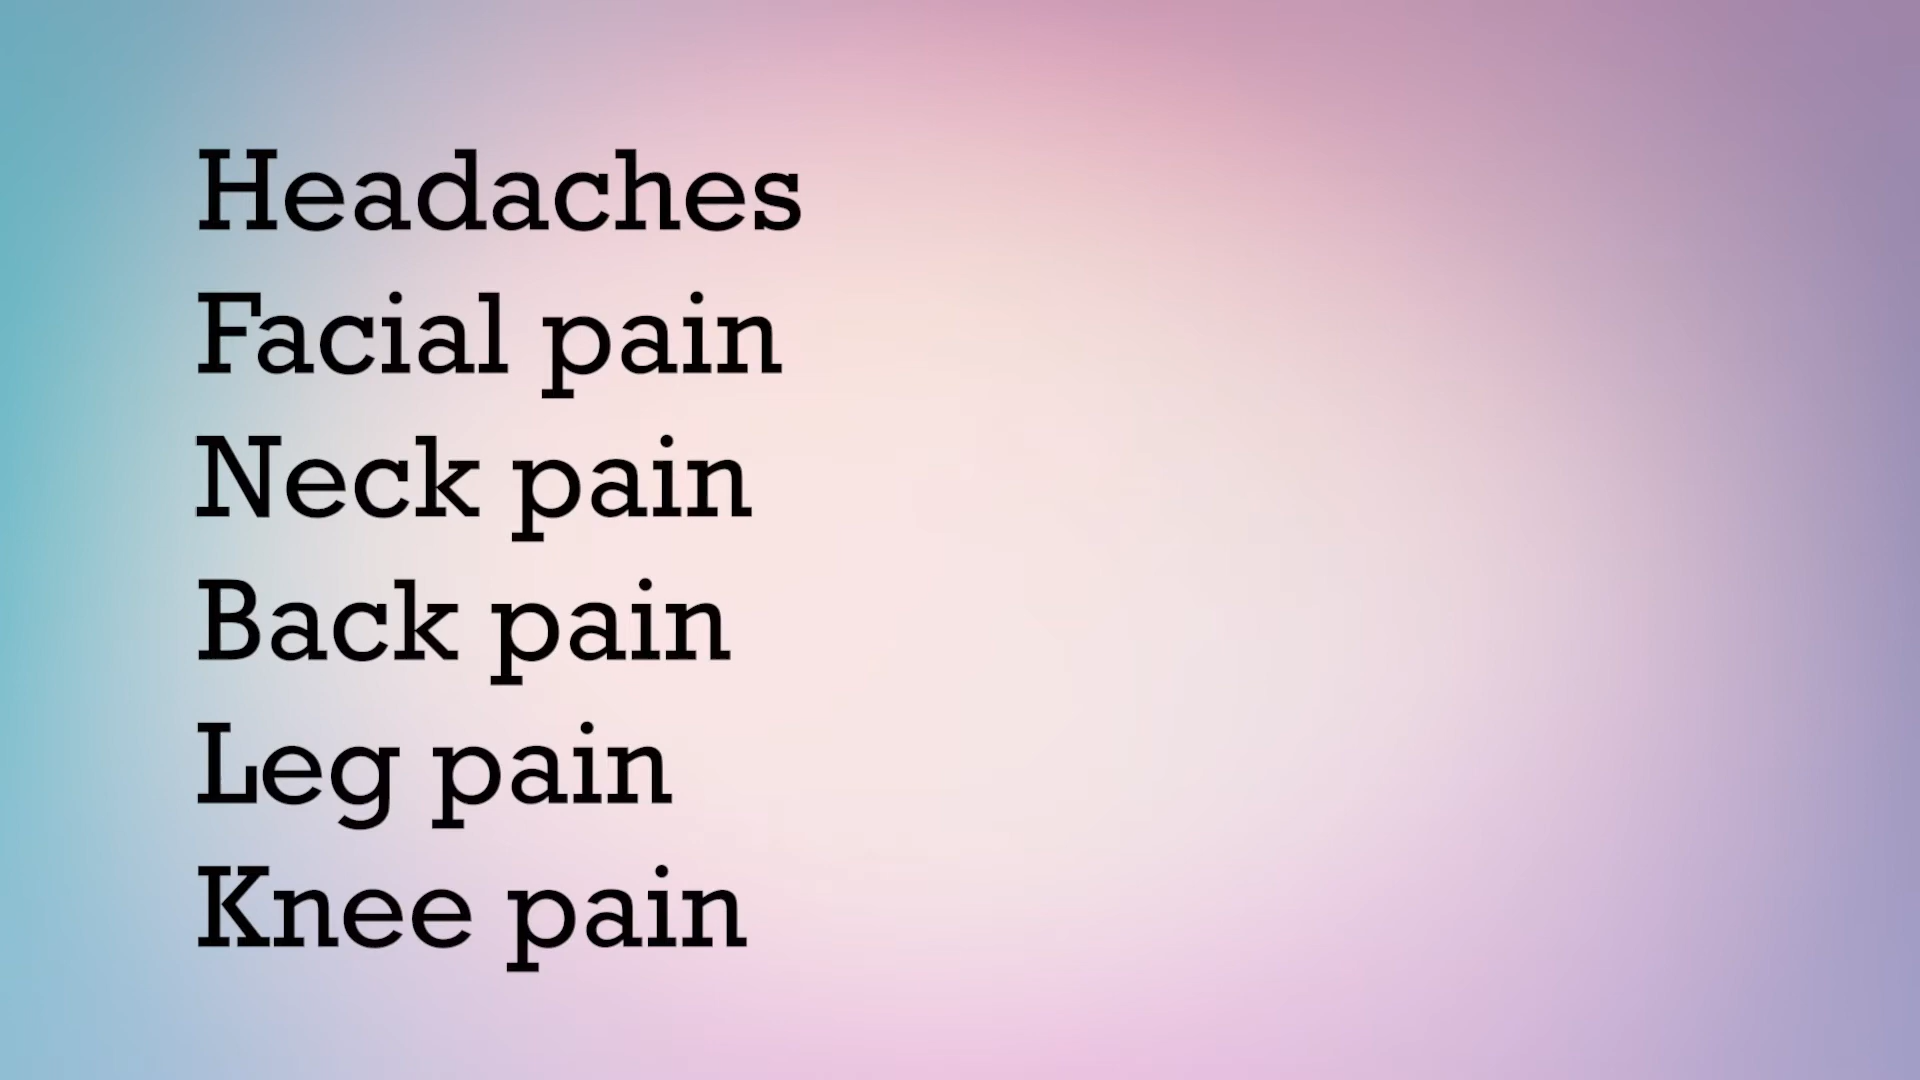 Headaches
Facial pain
Neck pain
Back pain
Leg pain
Knee pain